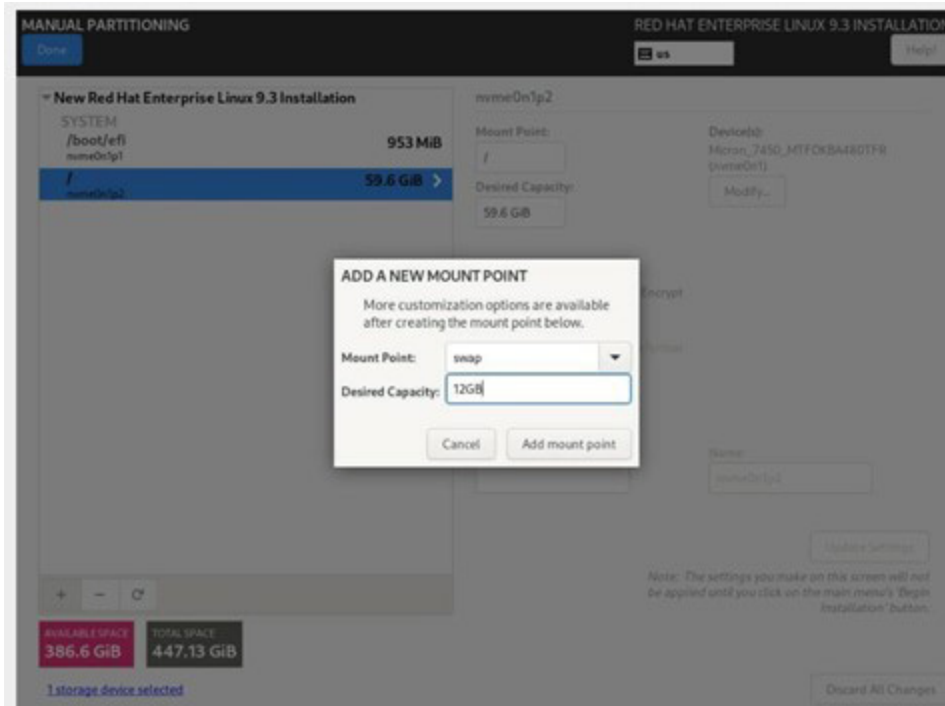 MANUAL PARTITIONING
RED HAT ENTERPRISE LINUX 9.3 INSTALLATION
Done
us
Help!
New Red Hat Enterprise Linux 9.3 Installation
SYSTEM
/boot/efi
nvme0n1p1
953 MiB
/
nvme0n1p2
59.6 GiB
nvme0n1p2
Mount Point:
/
Desired Capacity:
59.6 GiB
Device(s):
Micron_7450_MTFDKBA480TFR
(nvme0n1)
Modify...
Encrypt
ADD A NEW MOUNT POINT
More customization options are available
after creating the mount point below.
Mount Point:
swap
Desired Capacity:
12GB
Cancel
Add mount point
Name:
nvme0n1p2
Update Settings
Note: The settings you make on this screen will not
be applied until you click on the main menu's 'Begin
Installation' button.
+ −
AVAILABLE SPACE
386.6 GiB
TOTAL SPACE
447.13 GiB
1 storage device selected
Discard All Changes